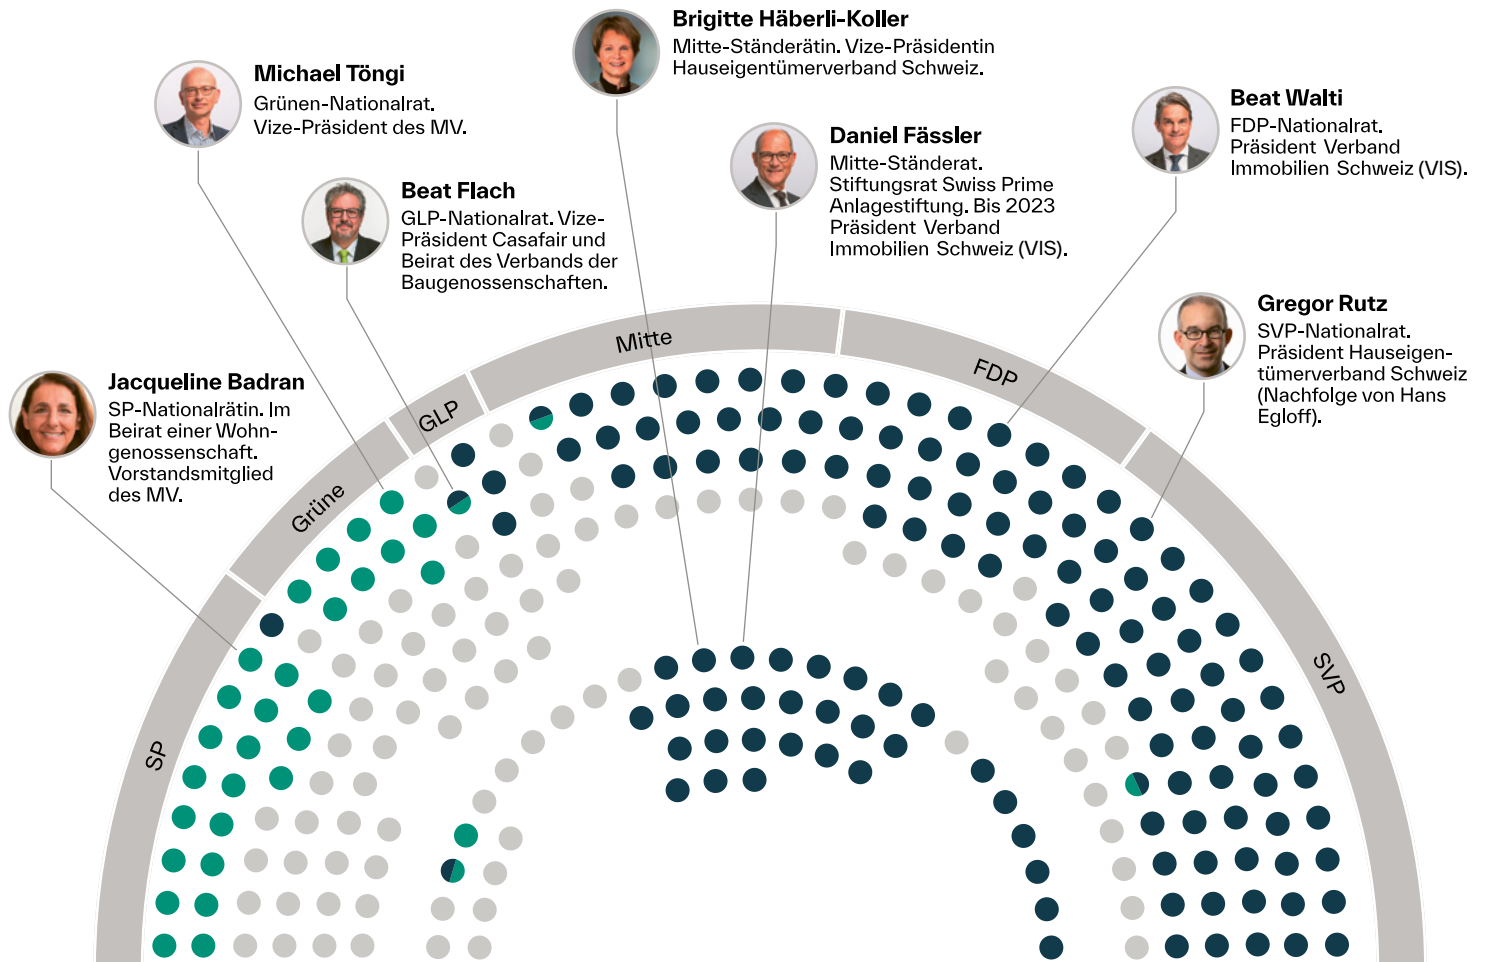 Brigitte Häberli-Koller
Mitte-Ständerätin. Vize-Präsidentin
Hauseigentümerverband Schweiz.
Michael Töngi
Grünen-Nationalrat.
Vize-Präsident des MV.
Beat Walti
FDP-Nationalrat.
Präsident Verband
Immobilien Schweiz (VIS).
Daniel Fässler
Mitte-Ständerat.
Stiftungsrat Swiss Prime
Anlagestiftung. Bis 2023
Präsident Verband
Immobilien Schweiz (VIS).
Beat Flach
GLP-Nationalrat. Vize-
Präsident Casafair und
Beirat des Verbands der
Baugenossenschaften.
Gregor Rutz
SVP-Nationalrat.
Präsident Hauseigen-
tümerverband Schweiz
(Nachfolge von Hans
Egloff).
Jacqueline Badran
SP-Nationalrätin. Im
Beirat einer Wohn-
genossenschaft.
Vorstandsmitglied
des MV.
SP
Grüne
GLP
Mitte
FDP
SVP